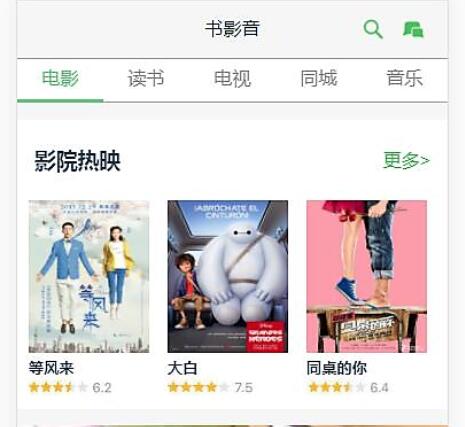 书影音
电影 读书 电视 同城 音乐
影院热映
更多>
¡ABRÓCHATE EL
CINTURÓN!
等风来
Disney
等风来 大白 同桌的你
6.2 7.5 6.4